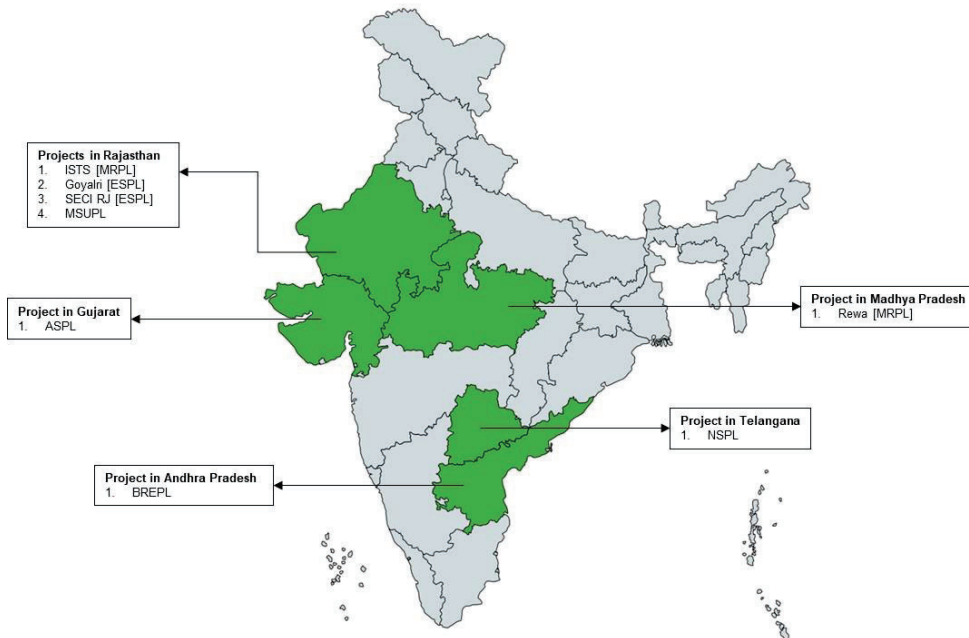 Projects in Rajasthan
1. ISTS [MRPL]
2. Goyalri [ESPL]
3. SECI RJ [ESPL]
4. MSUPL
Project in Gujarat
1. ASPL
Project in Madhya Pradesh
1. Rewa [MRPL]
Project in Telangana
1. NSPL
Project in Andhra Pradesh
1. BREPL